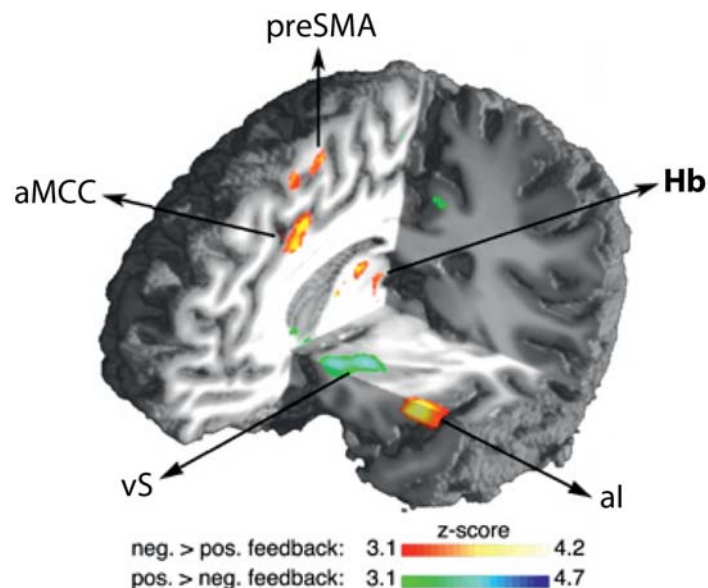 preSMA
aMCC
Hb
vS
aI
z-score
neg. > pos. feedback: 3.1 4.2
pos. > neg. feedback: 3.1 4.7